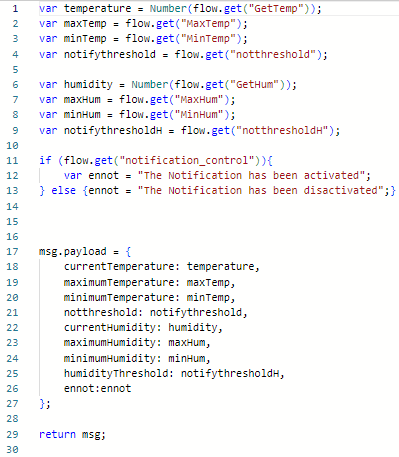 1 var temperature = Number(flow.get("GetTemp"));
2 var maxTemp = flow.get("MaxTemp");
3 var minTemp = flow.get("MinTemp");
4 var notifythreshold = flow.get("notthreshold");
5
6 var humidity = Number(flow.get("GetHum"));
7 var maxHum = flow.get("MaxHum");
8 var minHum = flow.get("MinHum");
9 var notifythresholdH = flow.get("notthresholdH");
10
11 if (flow.get("notification_control")){
12     var ennot = "The Notification has been activated";
13 } else {ennot = "The Notification has been disactivated";}
14
15
16
17 msg.payload = {
18     currentTemperature: temperature,
19     maximumTemperature: maxTemp,
20     minimumTemperature: minTemp,
21     notthreshold: notifythreshold,
22     currentHumidity: humidity,
23     maximumHumidity: maxHum,
24     minimumHumidity: minHum,
25     humidityThreshold: notifythresholdH,
26     ennot:ennot
27 };
28
29 return msg;
30